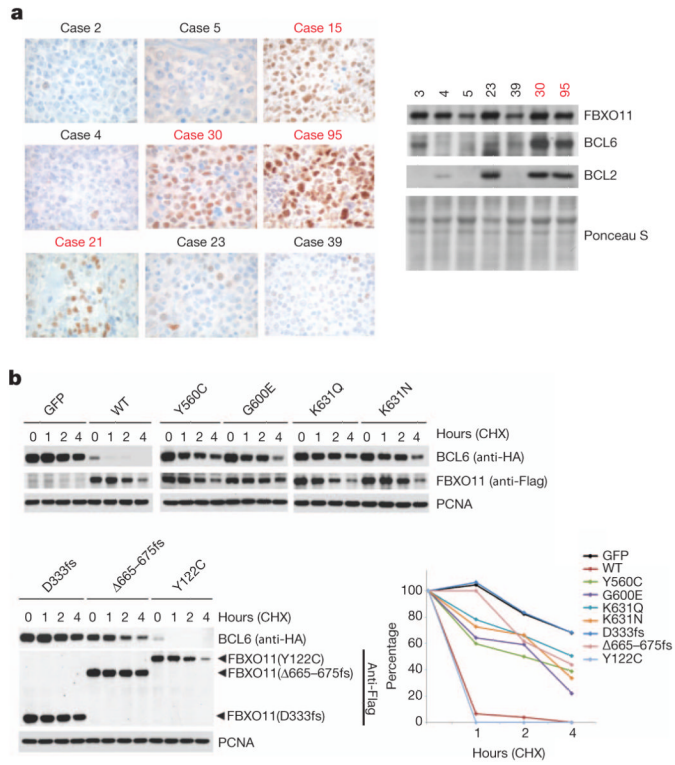 a
Case 2
Case 5
Case 15
Case 4
Case 30
Case 95
Case 21
Case 23
Case 39
3 4 5 23 39 30 95
FBXO11
BCL6
BCL2
Ponceau S
b
GFP WT Y560C G600E K631Q K631N
0 1 2 4 0 1 2 4 0 1 2 4 0 1 2 4 0 1 2 4 0 1 2 4 Hours (CHX)
BCL6 (anti-HA)
FBXO11 (anti-Flag)
PCNA
D333fs Δ665–675fs Y122C
0 1 2 4 0 1 2 4 0 1 2 4 Hours (CHX)
BCL6 (anti-HA)
FBXO11(Y122C)
FBXO11(Δ665–675fs)
FBXO11(D333fs)
Anti-Flag
PCNA
Percentage
120
100
80
60
40
20
0
1 2 4
Hours (CHX)
GFP
WT
Y560C
G600E
K631Q
K631N
D333fs
Δ665–675fs
Y122C